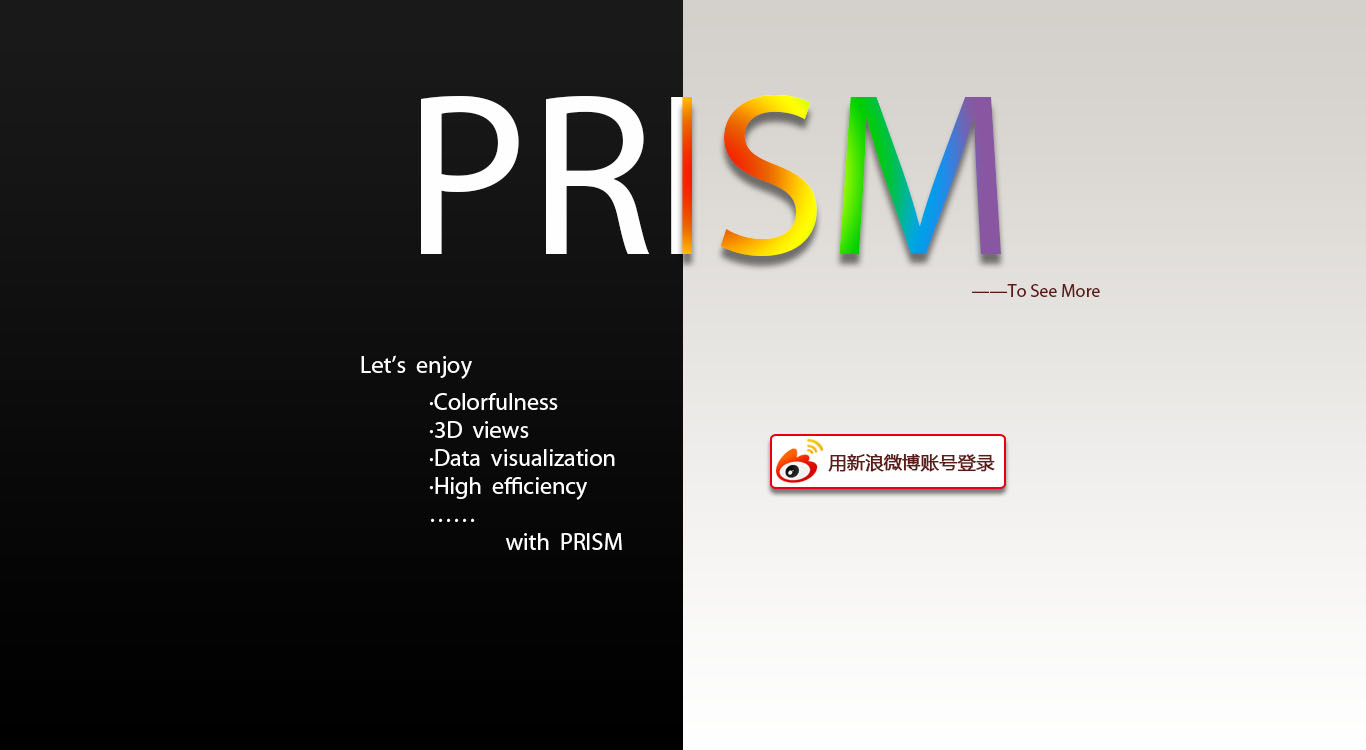 PRISM
——To See More
Let’s enjoy
·Colorfulness
·3D views
·Data visualization
·High efficiency
……
with PRISM
用新浪微博账号登录